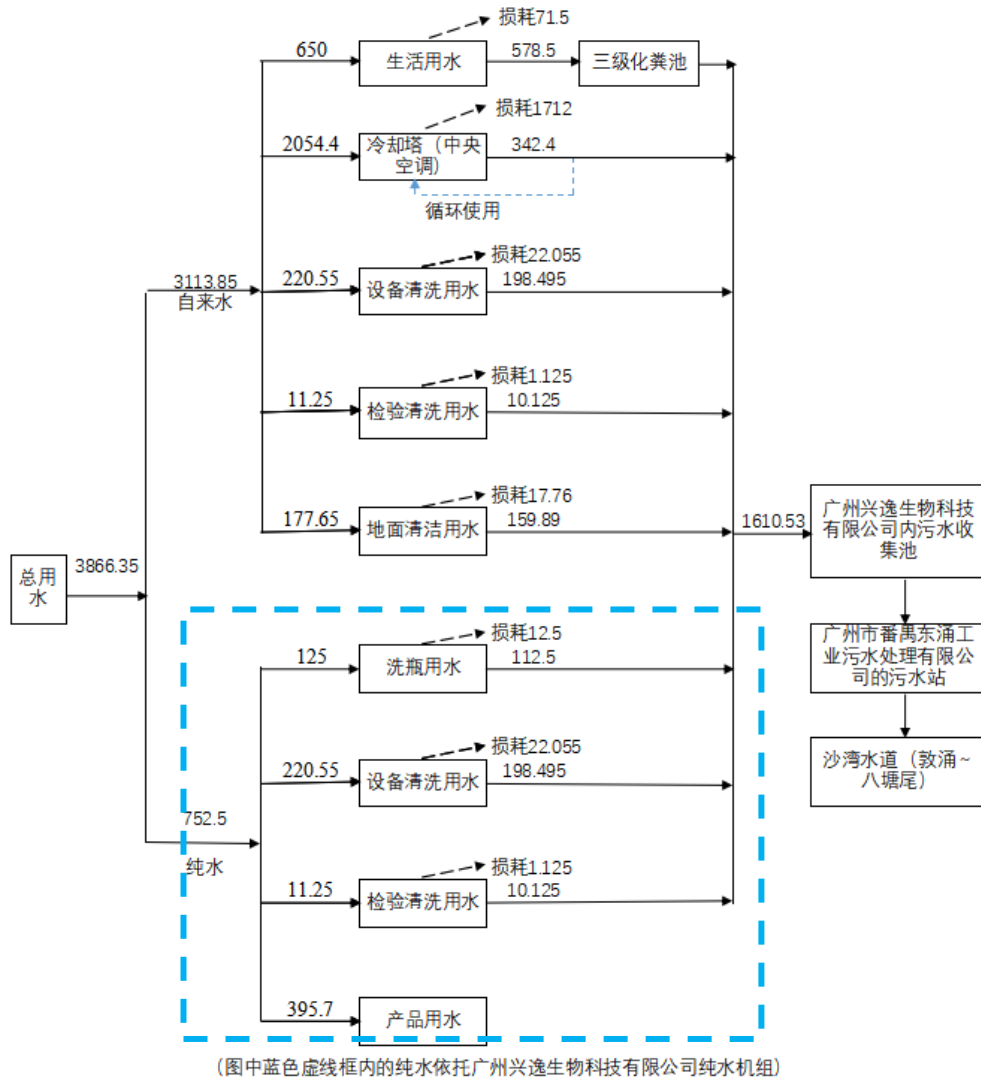 损耗71.5
650
生活用水
578.5
三级化粪池
损耗1712
2054.4
冷却塔（中央
空调）
342.4
循环使用
损耗22.055
3113.85
自来水
220.55
设备清洗用水
198.495
损耗1.125
11.25
检验清洗用水
10.125
损耗17.76
177.65
地面清洁用水
159.89
1610.53
广州兴逸生物科技
有限公司内污水收
集池
总用
水
3866.35
广州市番禺东涌工
业污水处理有限公
司的污水站
损耗12.5
125
洗瓶用水
112.5
沙湾水道（敦涌~
八塘尾）
损耗22.055
220.55
设备清洗用水
198.495
752.5
纯水
损耗1.125
11.25
检验清洗用水
10.125
395.7
产品用水
（图中蓝色虚线框内的纯水依托广州兴逸生物科技有限公司纯水机组）